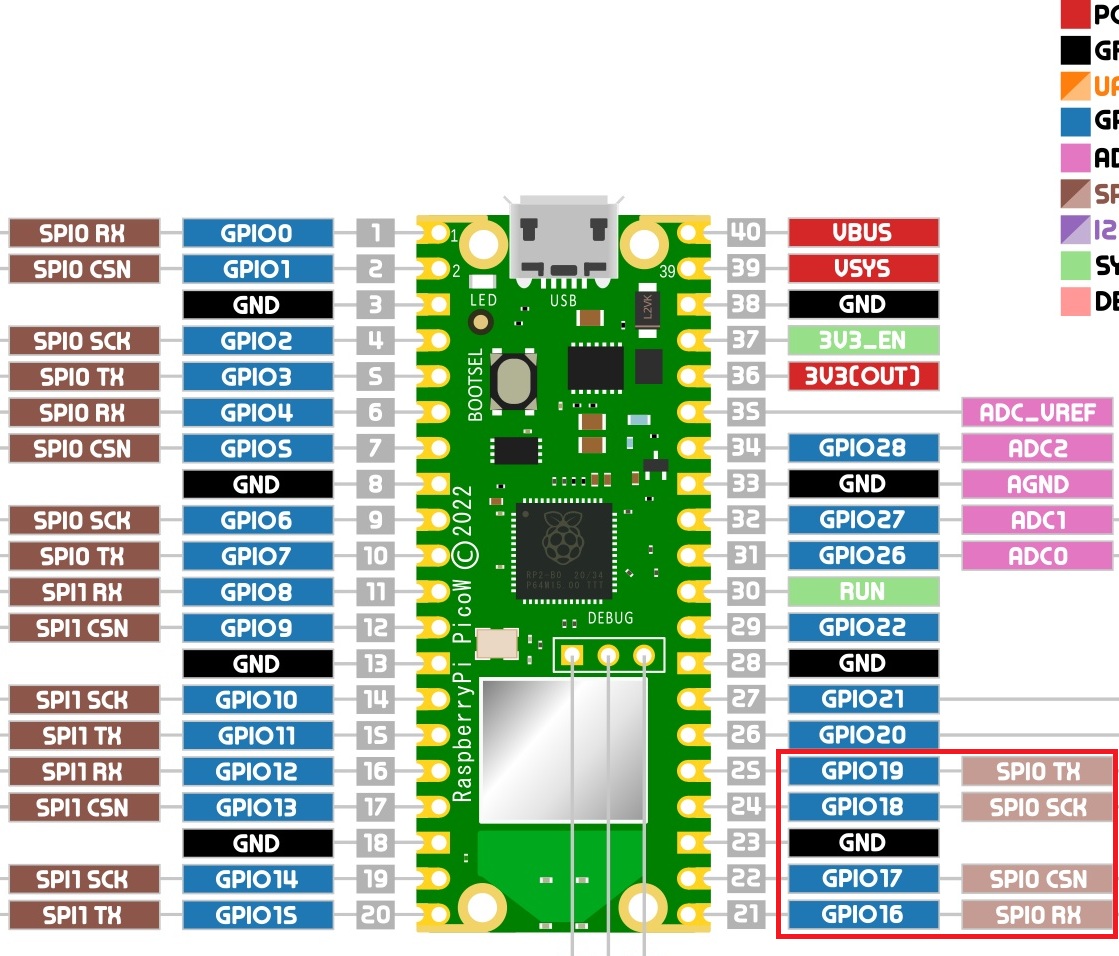 PO
GR
UA
GP
AD
SP
I2
SY
DE
SPI0 RX GPIO0 1 1 40 VBUS
SPI0 CSN GPIO1 2 2 39 39 VSYS
GND 3 LED USB L2VK 38 GND
SPI0 SCK GPIO2 4 37 3V3_EN
SPI0 TX GPIO3 5 BOOTSEL 36 3V3(OUT)
SPI0 RX GPIO4 6 35 ADC_VREF
SPI0 CSN GPIO5 7 34 GPIO28 ADC2
GND 8 33 GND AGND
SPI0 SCK GPIO6 9 32 GPIO27 ADC1
SPI0 TX GPIO7 10 31 GPIO26 ADC0
RP2-B0 20/34
P64M15.00 TTT
SPI1 RX GPIO8 11 30 RUN
SPI1 CSN GPIO9 12 DEBUG 29 GPIO22
GND 13 28 GND
RaspberryPi PicoW ©2022
SPI1 SCK GPIO10 14 27 GPIO21
SPI1 TX GPIO11 15 26 GPIO20
SPI1 RX GPIO12 16 25 GPIO19 SPI0 TX
SPI1 CSN GPIO13 17 24 GPIO18 SPI0 SCK
GND 18 23 GND
SPI1 SCK GPIO14 19 22 GPIO17 SPI0 CSN
SPI1 TX GPIO15 20 21 GPIO16 SPI0 RX